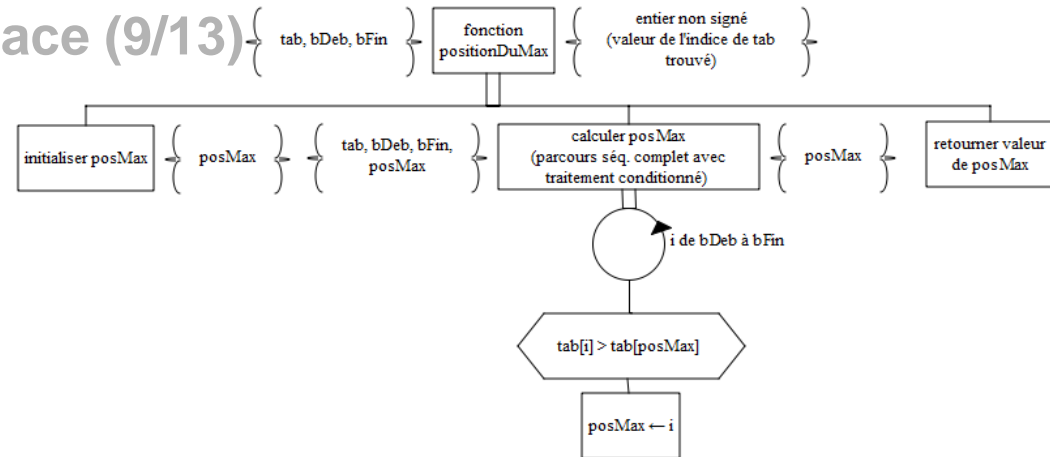 ace (9/13)
tab, bDeb, bFin
fonction
positionDuMax
entier non signé
(valeur de l'indice de tab
trouvé)
initialiser posMax
posMax
tab, bDeb, bFin,
posMax
calculer posMax
(parcours séq. complet avec
traitement conditionné)
posMax
retourner valeur
de posMax
i de bDeb à bFin
tab[i] > tab[posMax]
posMax ← i